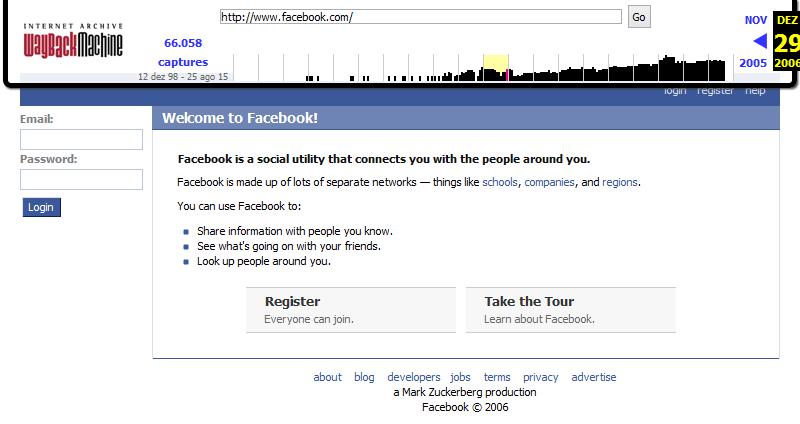 INTERNET ARCHIVE
WayBackMachine
http://www.facebook.com/
Go
66.058
captures
12 dez 98 - 25 ago 15
NOV
DEZ
29
2005
2006
login register help
Email:
Password:
Login
Welcome to Facebook!
Facebook is a social utility that connects you with the people around you.
Facebook is made up of lots of separate networks — things like schools, companies, and regions.
You can use Facebook to:
Share information with people you know.
See what's going on with your friends.
Look up people around you.
Register
Everyone can join.
Take the Tour
Learn about Facebook.
about blog developers jobs terms privacy advertise
a Mark Zuckerberg production
Facebook © 2006